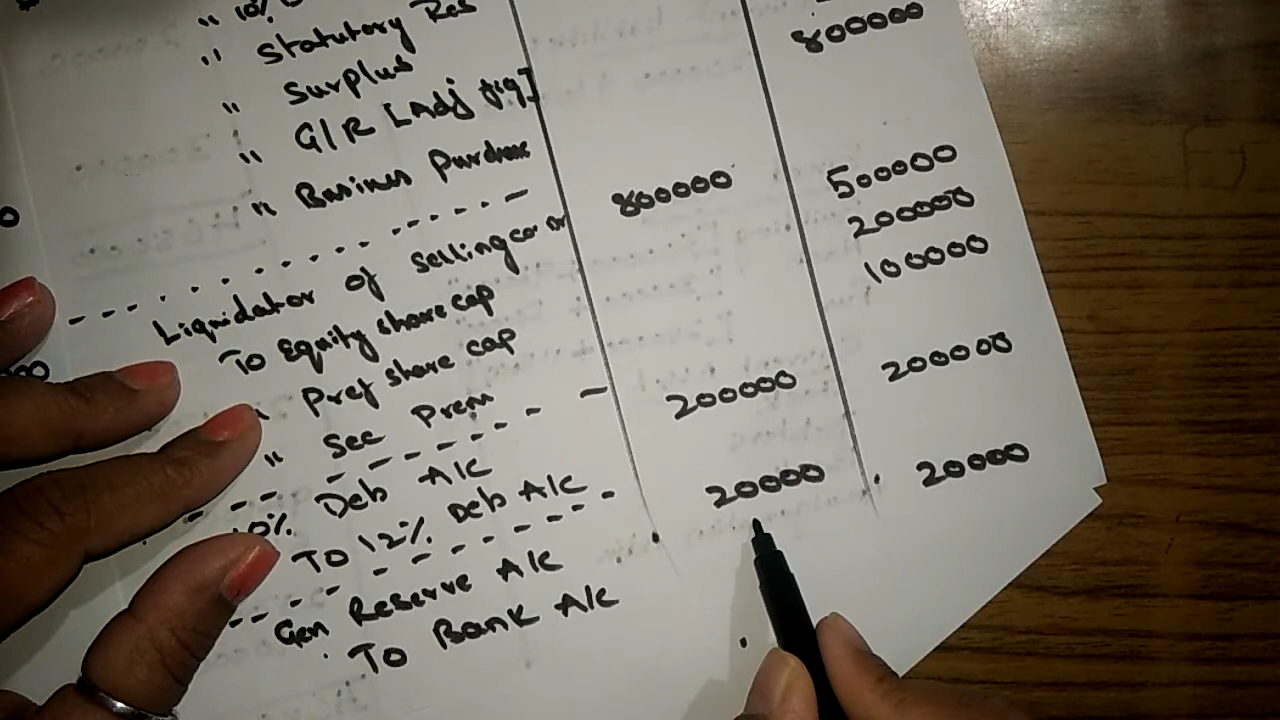 " 10%
" Statutory Res
" Surplus
" G/R [Adj fig]
" Business Purchase 800000
Liquidator of selling co Dr 800000
To Equity share cap 500000
" Pref share cap 200000
" Sec Prem 100000
10% Deb A/c 200000
To 12% Deb A/c 200000
Gen Reserve A/c 20000
To Bank A/c 20000